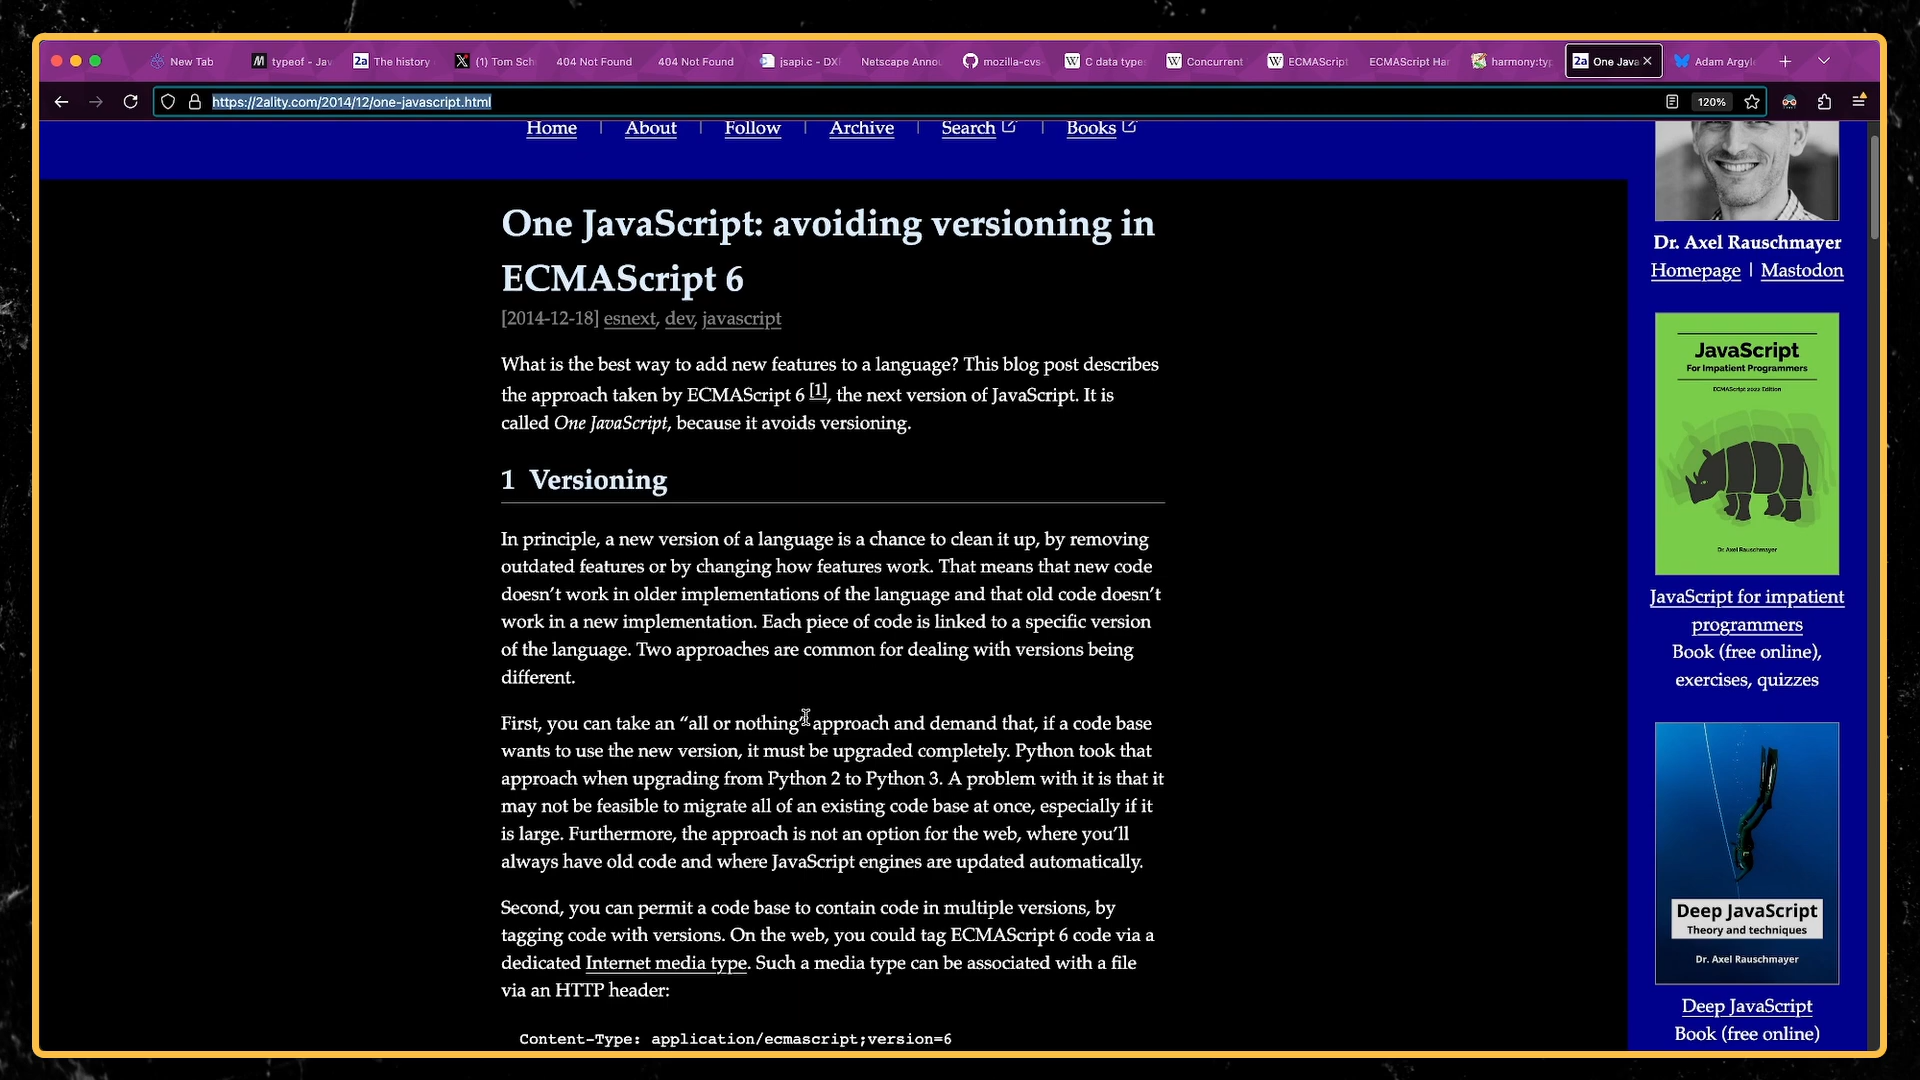 New Tab
typeof - Jav
2a The history
(1) Tom Sch
404 Not Found
404 Not Found
jsapi.c - DX
Netscape Annou
mozilla-cvs-
W C data types
W Concurrent
W ECMAScript
ECMAScript Har
harmony:typ
2a One Java
Adam Argyle
https://2ality.com/2014/12/one-javascript.html
120%
Home | About | Follow | Archive | Search | Books
One JavaScript: avoiding versioning in
ECMAScript 6
[2014-12-18] esnext, dev, javascript
What is the best way to add new features to a language? This blog post describes
the approach taken by ECMAScript 6 [1], the next version of JavaScript. It is
called One JavaScript, because it avoids versioning.
1 Versioning
In principle, a new version of a language is a chance to clean it up, by removing
outdated features or by changing how features work. That means that new code
doesn’t work in older implementations of the language and that old code doesn’t
work in a new implementation. Each piece of code is linked to a specific version
of the language. Two approaches are common for dealing with versions being
different.
First, you can take an “all or nothing” approach and demand that, if a code base
wants to use the new version, it must be upgraded completely. Python took that
approach when upgrading from Python 2 to Python 3. A problem with it is that it
may not be feasible to migrate all of an existing code base at once, especially if it
is large. Furthermore, the approach is not an option for the web, where you’ll
always have old code and where JavaScript engines are updated automatically.
Second, you can permit a code base to contain code in multiple versions, by
tagging code with versions. On the web, you could tag ECMAScript 6 code via a
dedicated Internet media type. Such a media type can be associated with a file
via an HTTP header:
Content-Type: application/ecmascript;version=6
Dr. Axel Rauschmayer
Homepage | Mastodon
JavaScript
For Impatient Programmers
ECMAScript 2022 Edition
Dr. Axel Rauschmayer
JavaScript for impatient
programmers
Book (free online),
exercises, quizzes
Deep JavaScript
Theory and techniques
Dr. Axel Rauschmayer
Deep JavaScript
Book (free online)